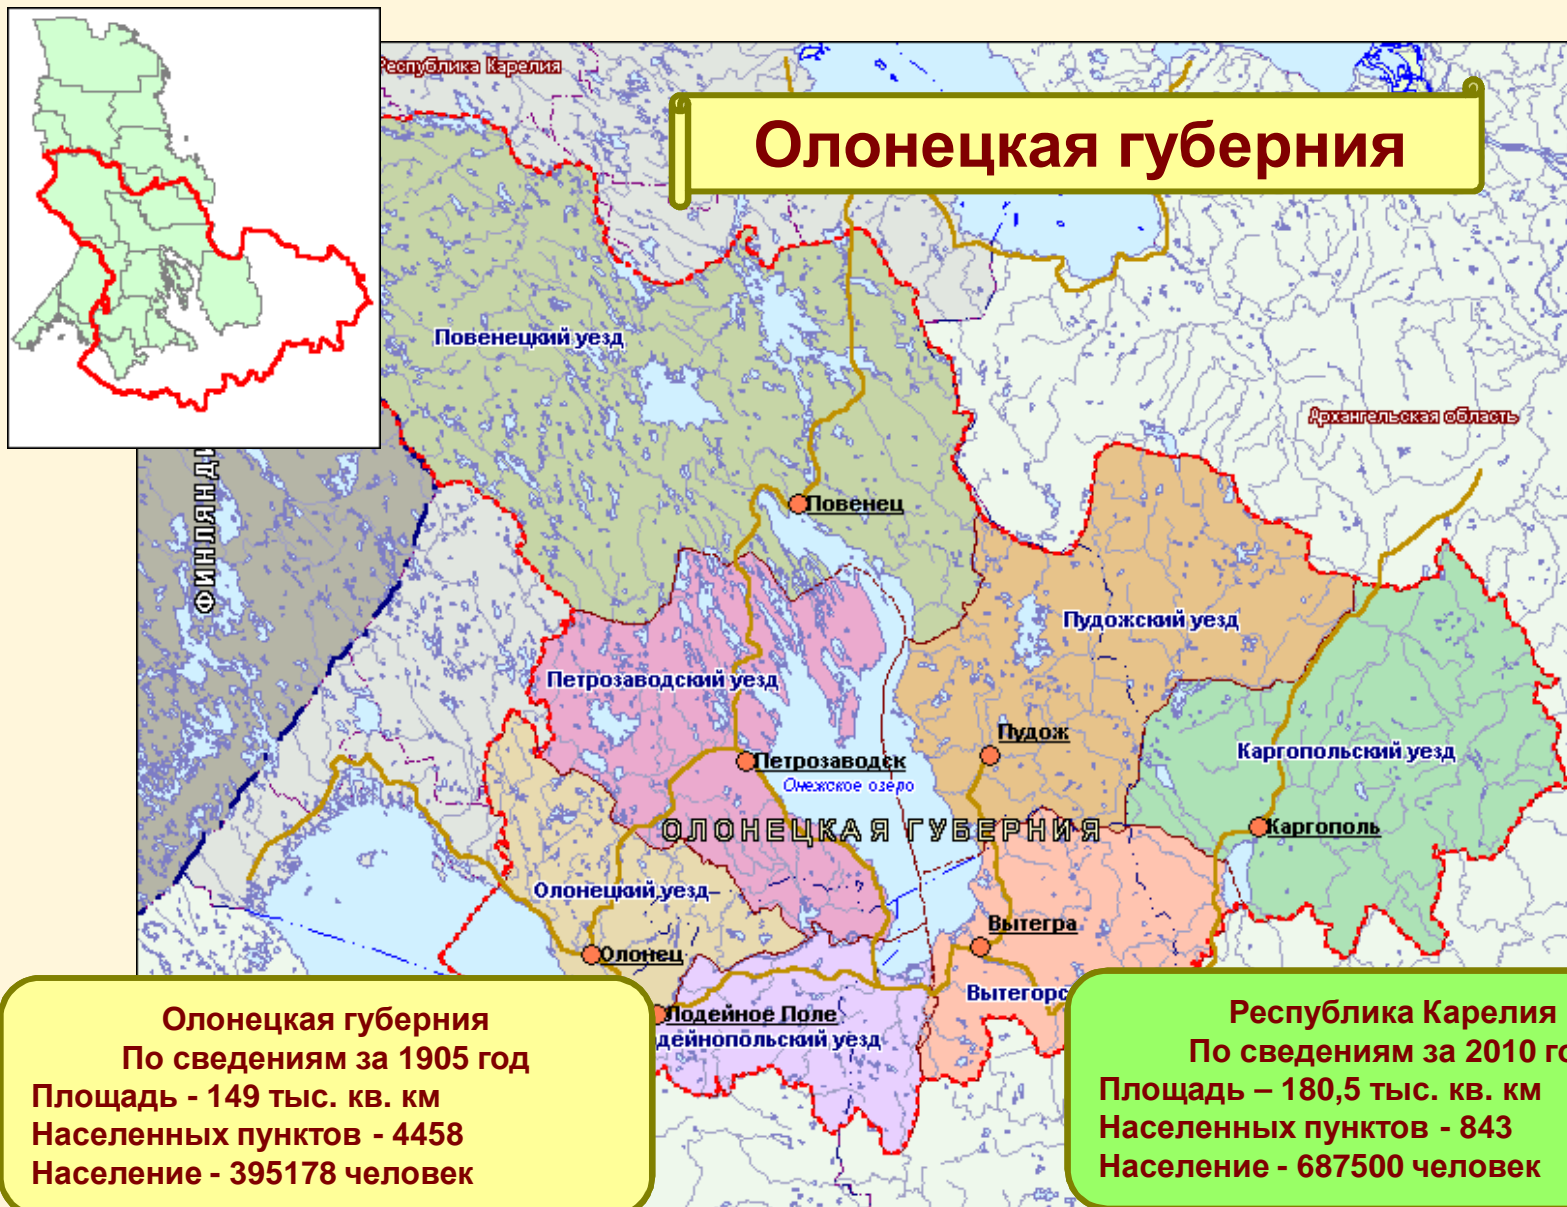 Республика Карелия
Олонецкая губерния
Повенецкий уезд
Архангельская область
ФИНЛЯНДИ
Повенец
Пудожский уезд
Петрозаводский уезд
Пудож
Каргопольский уезд
Петрозаводск
Онежское озеро
ОЛОНЕЦКАЯ ГУБЕРНИЯ
Каргополь
Олонецкий уезд
Вытегра
Олонец
Вытегорс
Лодейное Поле
дейнопольский уезд
Олонецкая губерния
По сведениям за 1905 год
Площадь - 149 тыс. кв. км
Населенных пунктов - 4458
Население - 395178 человек
Республика Карелия
По сведениям за 2010 го
Площадь – 180,5 тыс. кв. км
Населенных пунктов - 843
Население - 687500 человек